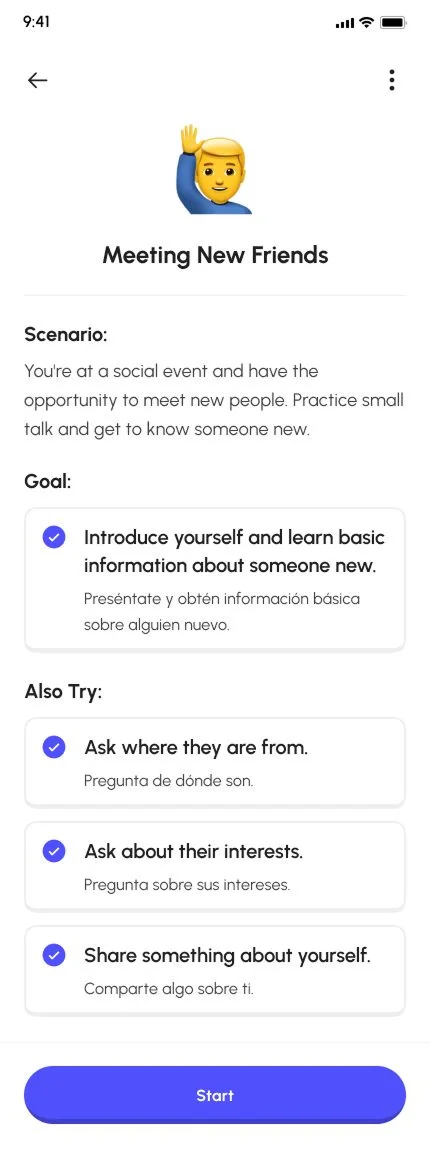 9:41
Meeting New Friends
Scenario:
You're at a social event and have the
opportunity to meet new people. Practice small
talk and get to know someone new.
Goal:
Introduce yourself and learn basic
information about someone new.
Preséntate y obtén información básica
sobre alguien nuevo.
Also Try:
Ask where they are from.
Pregunta de dónde son.
Ask about their interests.
Pregunta sobre sus intereses.
Share something about yourself.
Comparte algo sobre ti.
Start